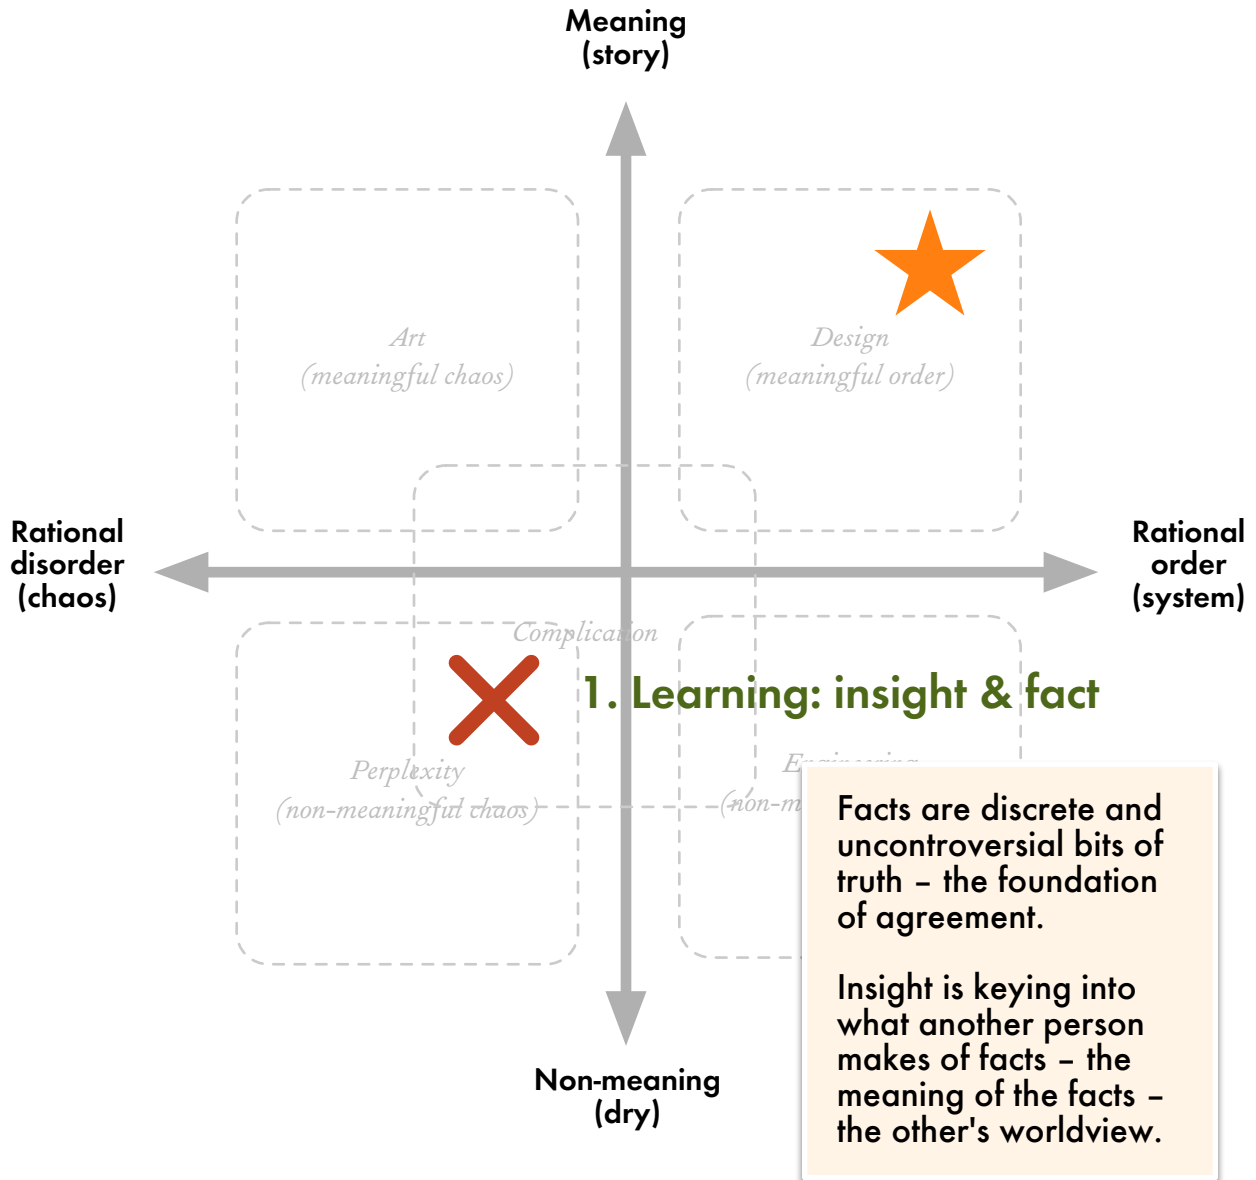 Meaning
(story)
Art
(meaningful chaos)
Design
(meaningful order)
Rational
disorder
(chaos)
Rational
order
(system)
Complication
1. Learning: insight & fact
Perplexity
(non-meaningful chaos)
Engineering
(non-m
Facts are discrete and
uncontroversial bits of
truth – the foundation
of agreement.
Insight is keying into
what another person
makes of facts – the
meaning of the facts –
the other's worldview.
Non-meaning
(dry)